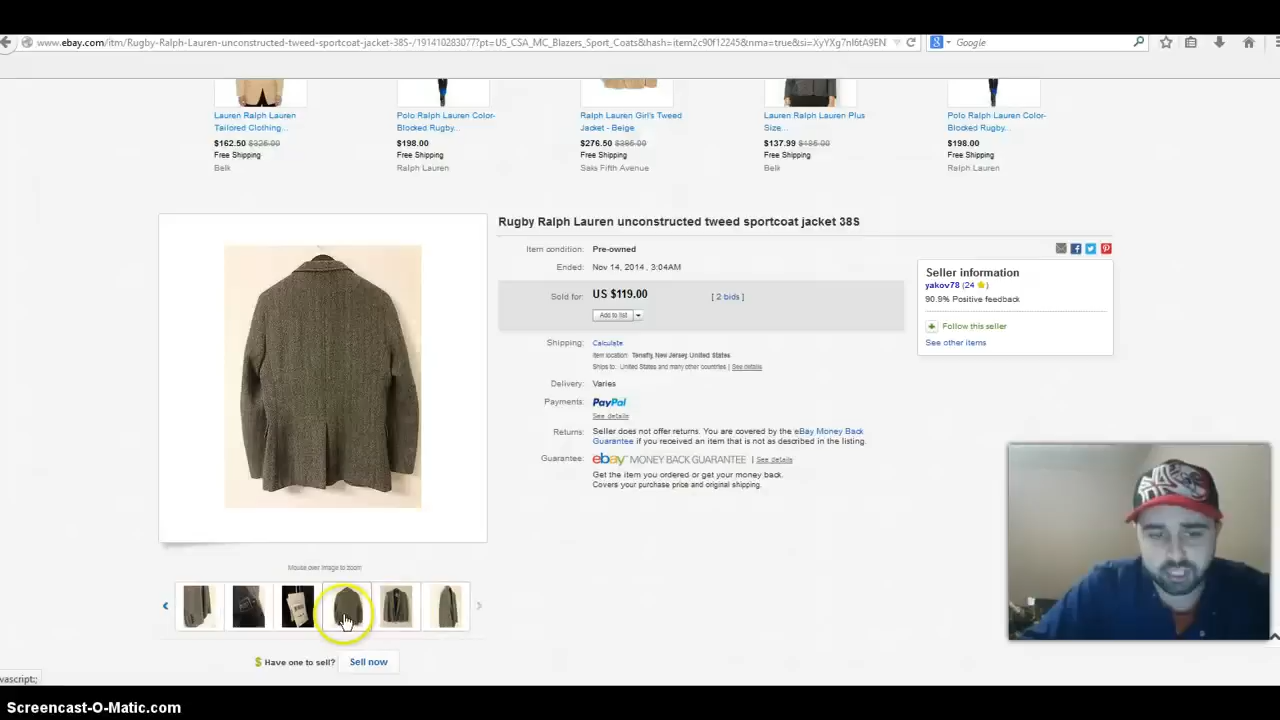 www.ebay.com/itm/Rugby-Ralph-Lauren-unconstructed-tweed-sportcoat-jacket-38S-/191410283077?pt=US_CSA_MC_Blazers_Sport_Coats&hash=item2c90f12245&nma=true&si=XyYXg7nI6tA9EN
Google
Lauren Ralph Lauren Tailored Clothing...
$162.50 $325.00
Free Shipping
Belk
Polo Ralph Lauren Color-Blocked Rugby...
$198.00
Free Shipping
Ralph Lauren
Ralph Lauren Girl's Tweed Jacket - Beige
$276.50 $395.00
Free Shipping
Saks Fifth Avenue
Lauren Ralph Lauren Plus Size...
$137.99 $185.00
Free Shipping
Belk
Polo Ralph Lauren Color-Blocked Rugby...
$198.00
Free Shipping
Ralph Lauren
Rugby Ralph Lauren unconstructed tweed sportcoat jacket 38S
Item condition: Pre-owned
Ended: Nov 14, 2014 , 3:04AM
Sold for: US $119.00 [ 2 bids ]
Add to list
Shipping: Calculate
Item location: Tenafly, New Jersey, United States
Ships to: United States and many other countries | See details
Delivery: Varies
Payments: PayPal
See details
Returns: Seller does not offer returns. You are covered by the eBay Money Back
Guarantee if you received an item that is not as described in the listing.
Guarantee: ebay MONEY BACK GUARANTEE | See details
Get the item you ordered or get your money back.
Covers your purchase price and original shipping.
Seller information
yakov78 (24 )
90.9% Positive feedback
Follow this seller
See other items
Mouse over image to zoom
$ Have one to sell? Sell now
vascript:;
Screencast-O-Matic.com